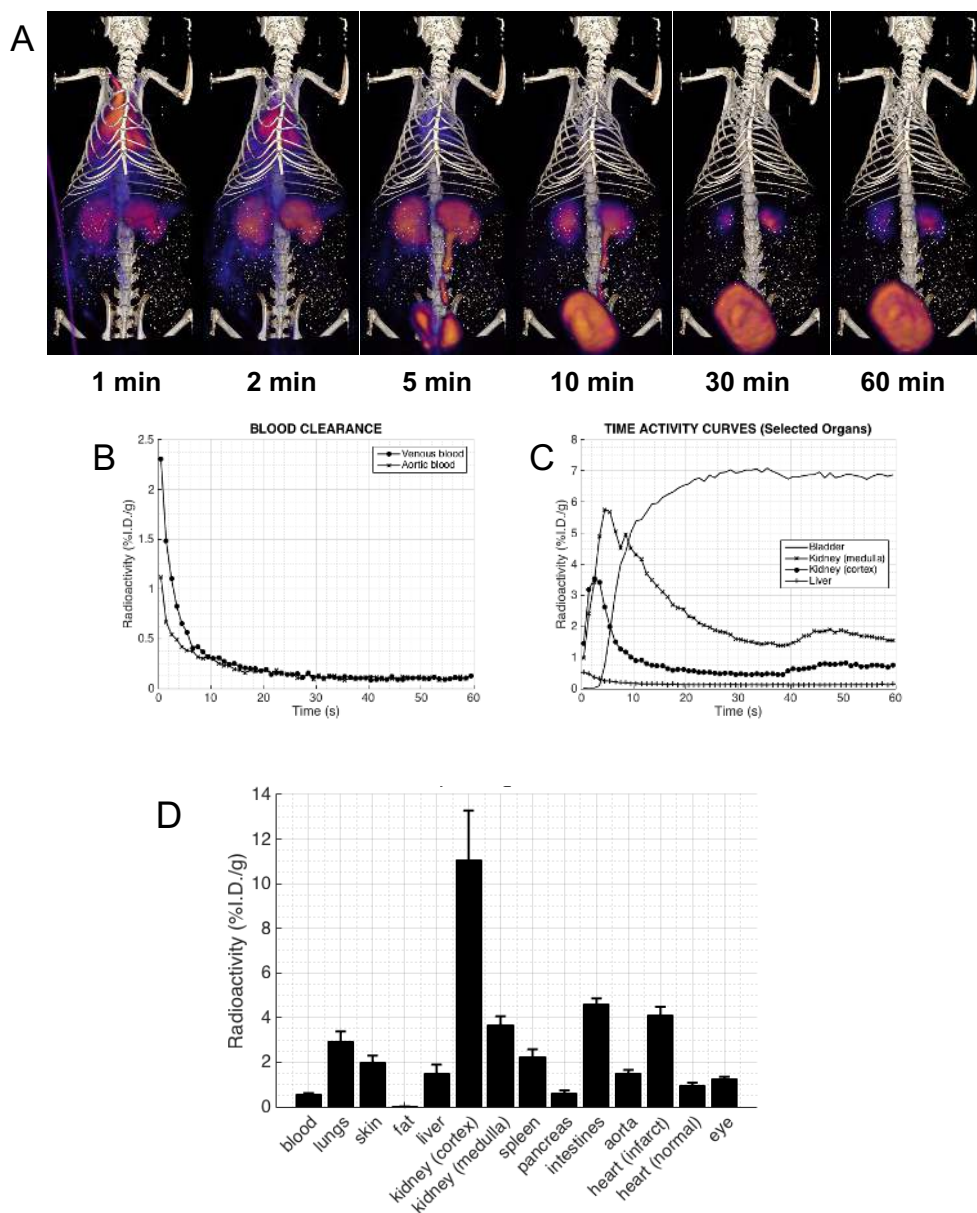 A
1 min 2 min 5 min 10 min 30 min 60 min
B
BLOOD CLEARANCE
Venous blood
Aortic blood
Radioactivity (%I.D./g)
2.5
2
1.5
1
0.5
0
0 10 20 30 40 50 60
Time (s)
C
TIME ACTIVITY CURVES (Selected Organs)
Bladder
Kidney (medulla)
Kidney (cortex)
Liver
Radioactivity (%I.D./g)
8
7
6
5
4
3
2
1
0
0 10 20 30 40 50 60
Time (s)
D
Radioactivity (%I.D./g)
14
12
10
8
6
4
2
0
blood
lungs
skin
fat
liver
kidney (cortex)
kidney (medulla)
spleen
pancreas
intestines
aorta
heart (infarct)
heart (normal)
eye